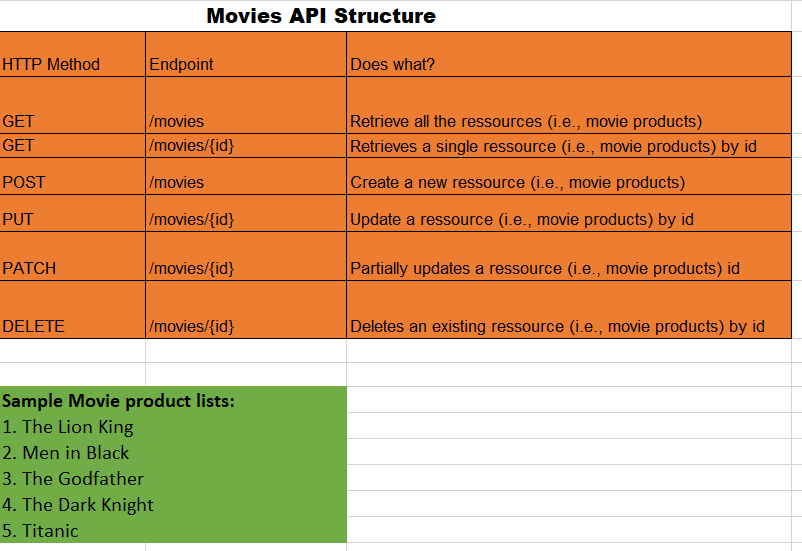 Movies API Structure
HTTP Method Endpoint Does what?
GET /movies Retrieve all the ressources (i.e., movie products)
GET /movies/{id} Retrieves a single ressource (i.e., movie products) by id
POST /movies Create a new ressource (i.e., movie products)
PUT /movies/{id} Update a ressource (i.e., movie products) by id
PATCH /movies/{id} Partially updates a ressource (i.e., movie products) id
DELETE /movies/{id} Deletes an existing ressource (i.e., movie products) by id
Sample Movie product lists:
1. The Lion King
2. Men in Black
3. The Godfather
4. The Dark Knight
5. Titanic